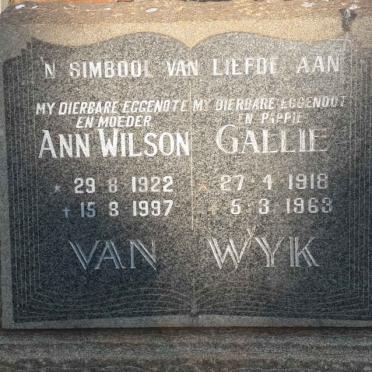 'N SIMBOOL VAN LIEFDE AAN
MY DIERBARE EGGENOTE
EN MOEDER
ANN WILSON
* 29 8 1922
† 15 8 1997
MY DIERBARE EGGENOOT
EN PAPPIE
GALLIE
* 27 4 1918
† 5 3 1963
VAN WYK